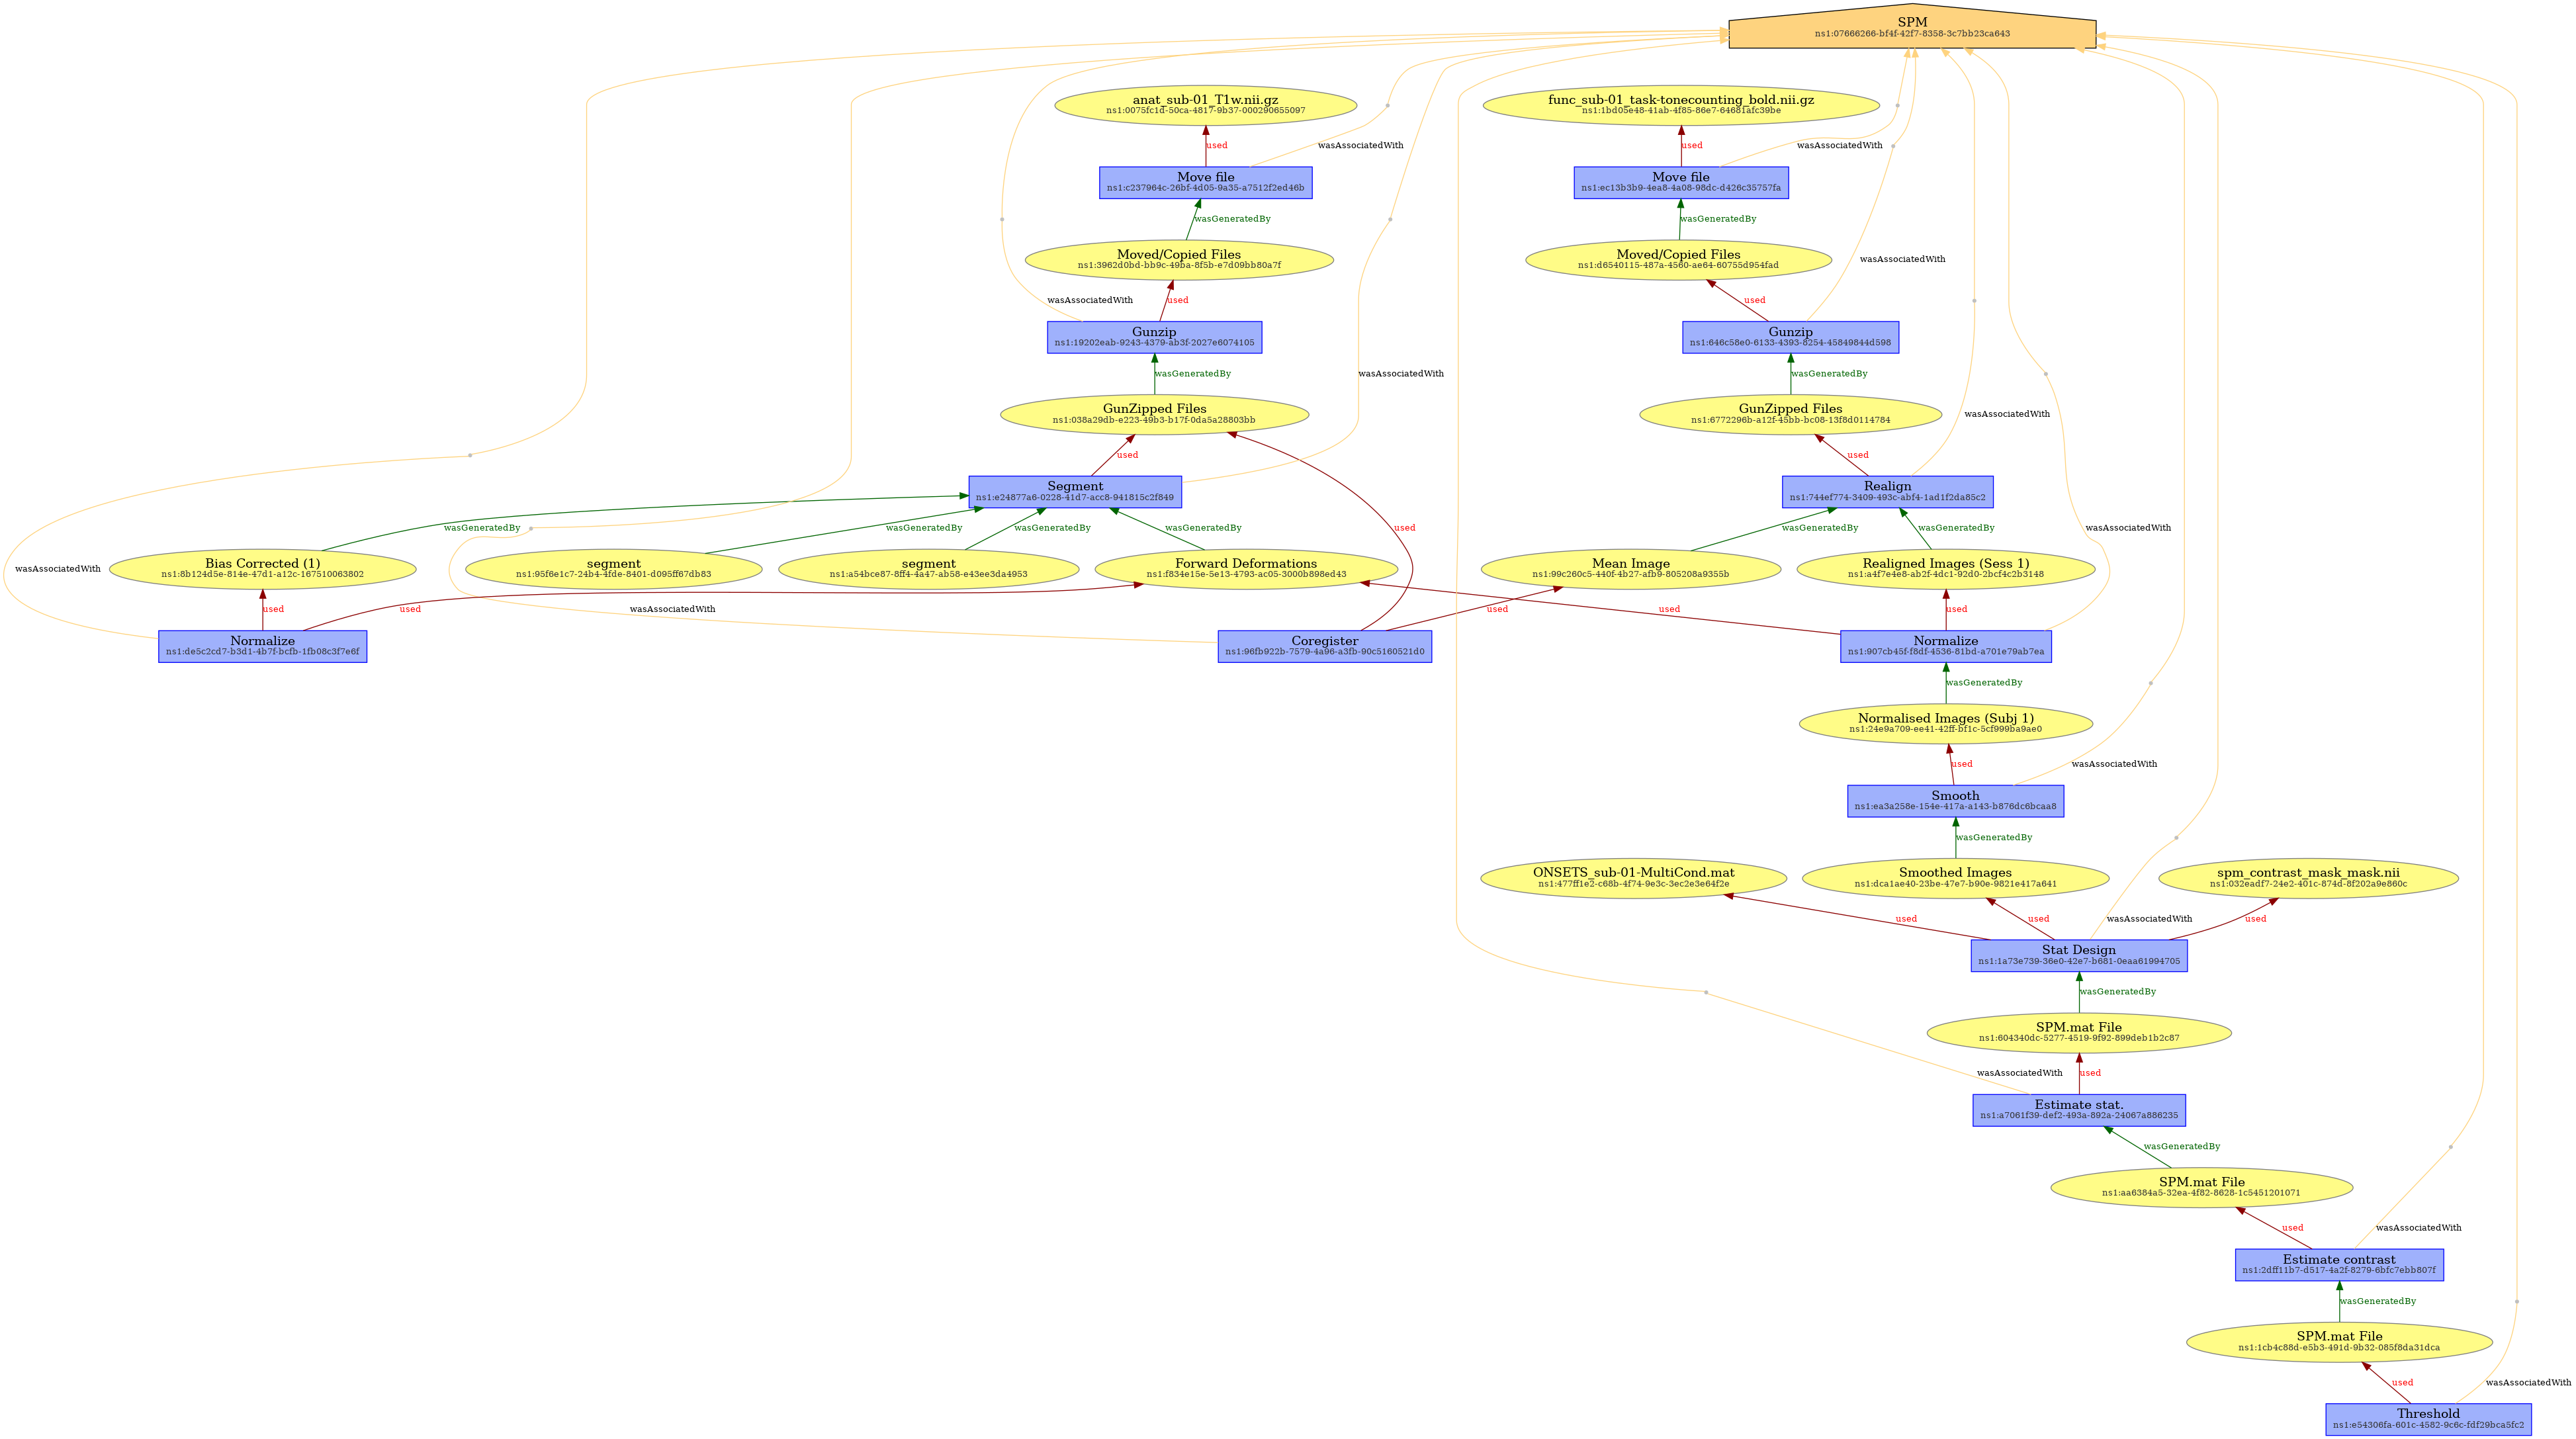 SPM
ns1:07666266-bf4f-42f7-8358-3c7bb23ca643
anat_sub-01_T1w.nii.gz
ns1:0075fc1d-50ca-4817-9b37-000290655097
func_sub-01_task-tonecounting_bold.nii.gz
ns1:1bd05e48-41ab-4f85-86e7-64681afc39be
used
wasAssociatedWith
used
wasAssociatedWith
Move file
ns1:c237964c-26bf-4d05-9a35-a7512f2ed46b
Move file
ns1:ec13b3b9-4ea8-4a08-98dc-d426c35757fa
wasGeneratedBy
wasGeneratedBy
Moved/Copied Files
ns1:3962d0bd-bb9c-49ba-8f5b-e7d09bb80a7f
Moved/Copied Files
ns1:d6540115-487a-4560-ae64-60755d954fad
wasAssociatedWith
wasAssociatedWith
used
used
Gunzip
ns1:19202eab-9243-4379-ab3f-2027e6074105
Gunzip
ns1:646c58e0-6133-4393-8254-45849844d598
wasGeneratedBy
wasAssociatedWith
wasGeneratedBy
GunZipped Files
ns1:038a29db-e223-49b3-b17f-0da5a28803bb
GunZipped Files
ns1:6772296b-a12f-45bb-bc08-13f8d0114784
wasAssociatedWith
used
used
Segment
ns1:e24877a6-0228-41d7-acc8-941815c2f849
Realign
ns1:744ef774-3409-493c-abf4-1ad1f2da85c2
wasGeneratedBy
wasGeneratedBy
wasGeneratedBy
wasGeneratedBy
used
wasGeneratedBy
wasGeneratedBy
wasAssociatedWith
wasAssociatedWith
Bias Corrected (1)
ns1:8b124d5e-814e-47d1-a12c-167510063802
segment
ns1:95f6e1c7-24b4-4fde-8401-d095ff67db83
segment
ns1:a54bce87-8ff4-4a47-ab58-e43ee3da4953
Forward Deformations
ns1:f834e15e-5e13-4793-ac05-3000b898ed43
Mean Image
ns1:99c260c5-440f-4b27-afb9-805208a9355b
Realigned Images (Sess 1)
ns1:a4f7e4e8-ab2f-4dc1-92d0-2bcf4c2b3148
used
used
wasAssociatedWith
used
used
used
Normalize
ns1:de5c2cd7-b3d1-4b7f-bcfb-1fb08c3f7e6f
Coregister
ns1:96fb922b-7579-4a96-a3fb-90c5160521d0
Normalize
ns1:907cb45f-f8df-4536-81bd-a701e79ab7ea
wasGeneratedBy
Normalised Images (Subj 1)
ns1:24e9a709-ee41-42ff-bf1c-5cf999ba9ae0
used
wasAssociatedWith
Smooth
ns1:ea3a258e-154e-417a-a143-b876dc6bcaa8
wasGeneratedBy
ONSETS_sub-01-MultiCond.mat
ns1:477ff1e2-c68b-4f74-9e3c-3ec2e3e64f2e
Smoothed Images
ns1:dca1ae40-23be-47e7-b90e-9821e417a641
spm_contrast_mask_mask.nii
ns1:032eadf7-24e2-401c-874d-8f202a9e860c
used
used
wasAssociatedWith
used
Stat Design
ns1:1a73e739-36e0-42e7-b681-0eaa61994705
wasGeneratedBy
SPM.mat File
ns1:604340dc-5277-4519-9f92-899deb1b2c87
wasAssociatedWith
used
Estimate stat.
ns1:a7061f39-def2-493a-892a-24067a886235
wasGeneratedBy
SPM.mat File
ns1:aa6384a5-32ea-4f82-8628-1c5451201071
used
wasAssociatedWith
Estimate contrast
ns1:2dff11b7-d517-4a2f-8279-6bfc7ebb807f
wasGeneratedBy
SPM.mat File
ns1:1cb4c88d-e5b3-491d-9b32-085f8da31dca
used
wasAssociatedWith
Threshold
ns1:e54306fa-601c-4582-9c6c-fdf29bca5fc2